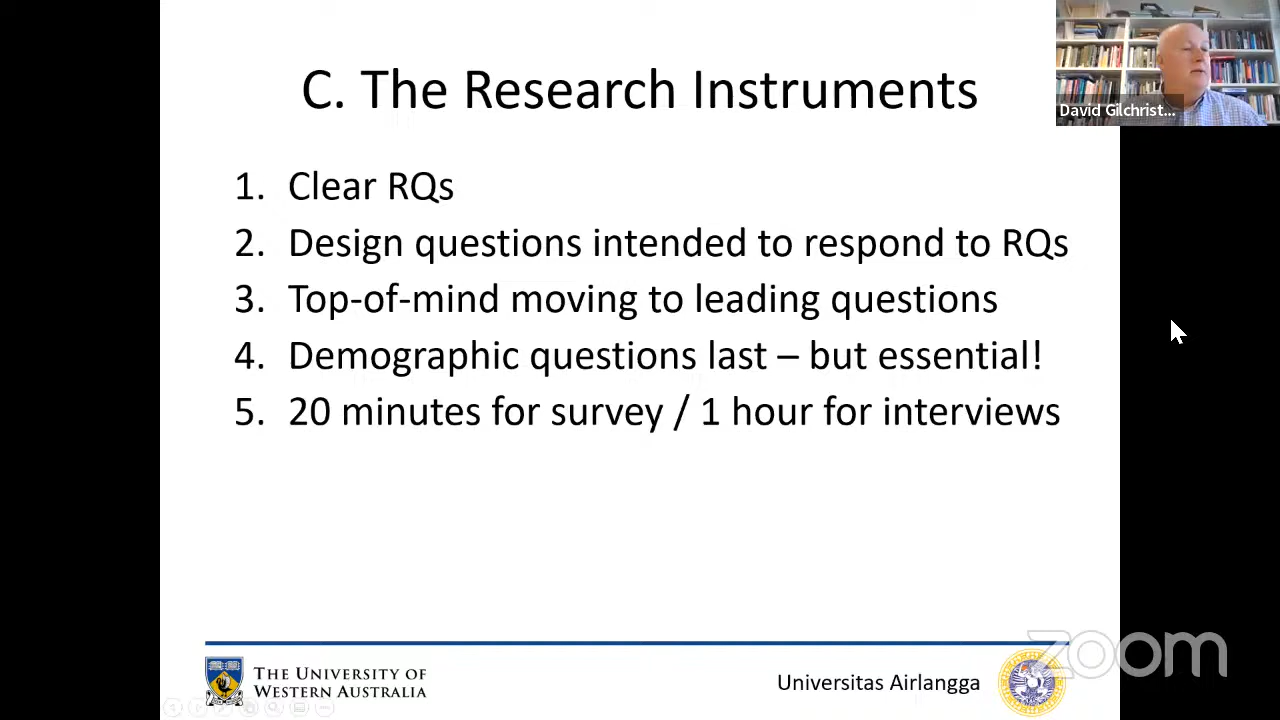 C. The Research Instruments
David Gilchrist...
1. Clear RQs
2. Design questions intended to respond to RQs
3. Top-of-mind moving to leading questions
4. Demographic questions last – but essential!
5. 20 minutes for survey / 1 hour for interviews
THE UNIVERSITY OF
WESTERN AUSTRALIA
Universitas Airlangga
zoom